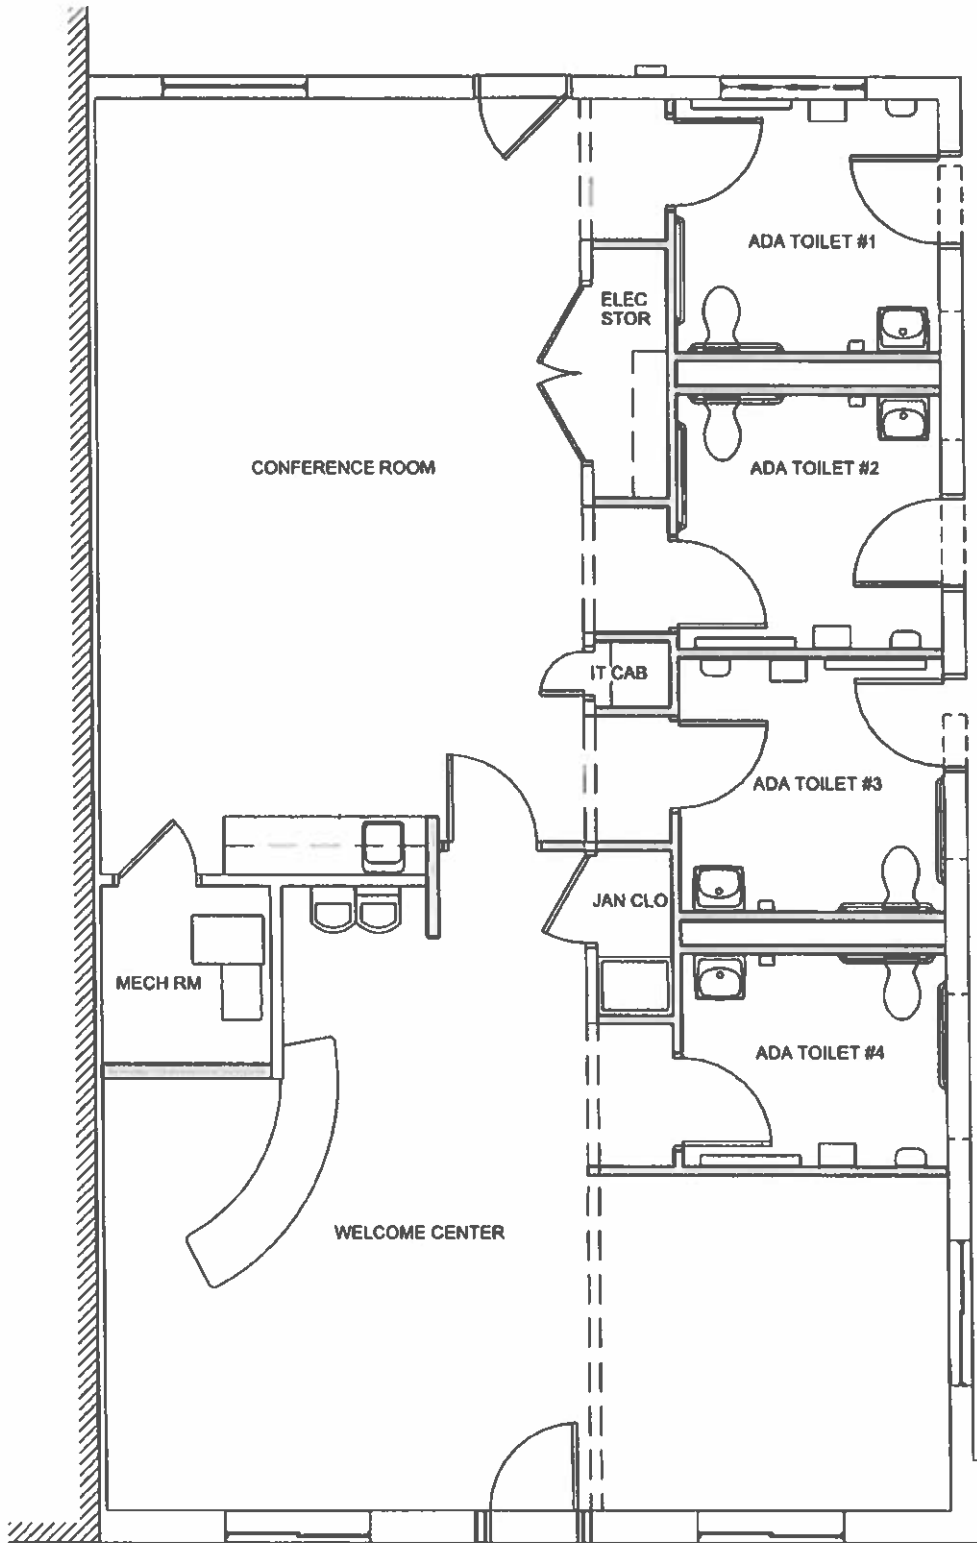 ADA TOILET #1
ELEC
STOR
CONFERENCE ROOM
ADA TOILET #2
IT CAB
ADA TOILET #3
JAN CLO
MECH RM
ADA TOILET #4
WELCOME CENTER